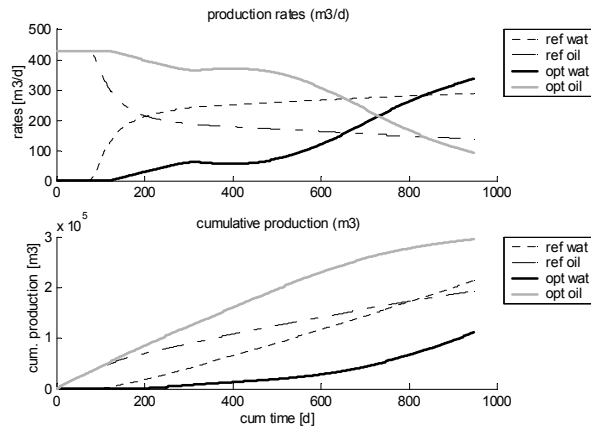 production rates (m3/d)
500
400
300
200
100
0
rates [m3/d]
0 200 400 600 800 1000
ref wat
ref oil
opt wat
opt oil
cumulative production (m3)
x 10^5
3
2
1
0
cum. production [m3]
0 200 400 600 800 1000
cum time [d]
ref wat
ref oil
opt wat
opt oil